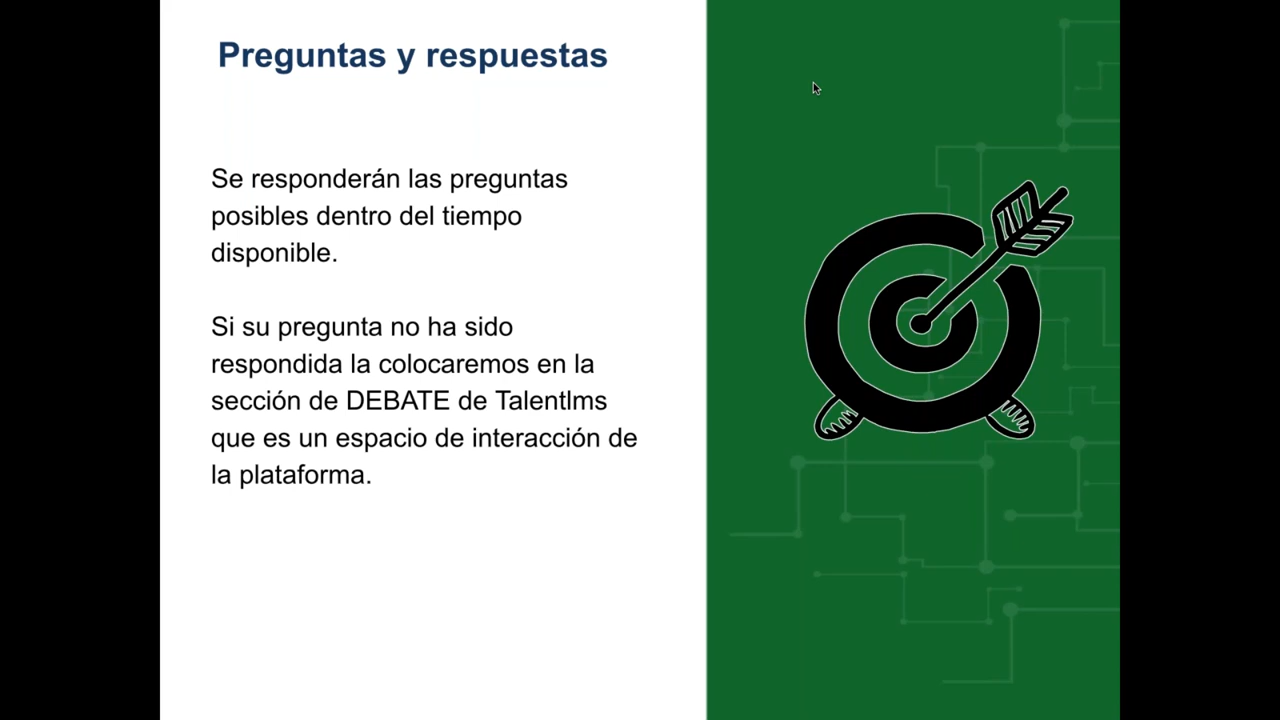 Preguntas y respuestas
Se responderán las preguntas
posibles dentro del tiempo
disponible.
Si su pregunta no ha sido
respondida la colocaremos en la
sección de DEBATE de Talentlms
que es un espacio de interacción de
la plataforma.